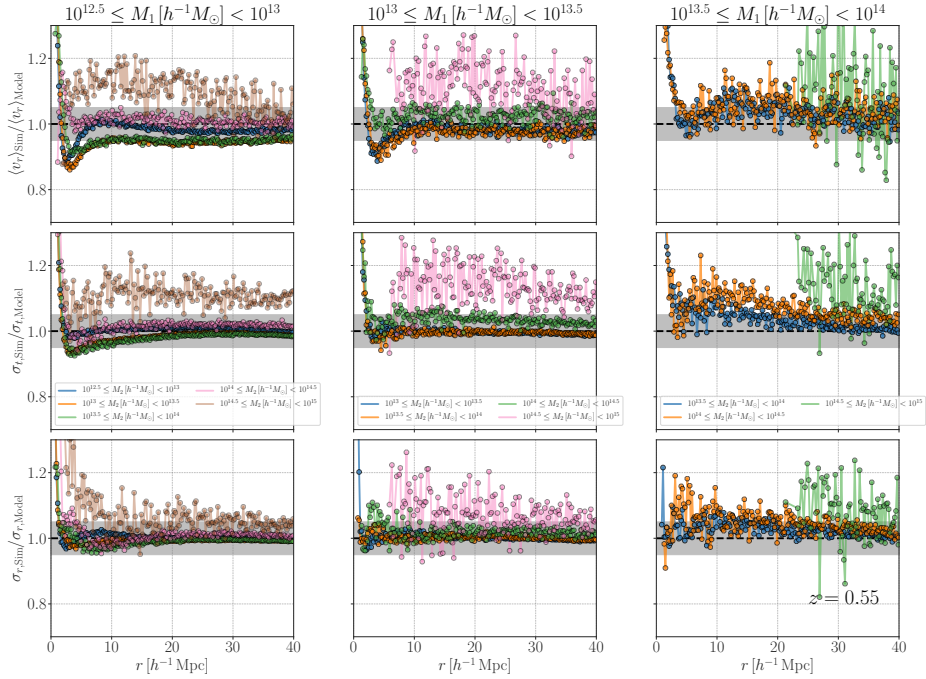 10^{12.5} ≤ M_1 [h^{-1}M_⊙] < 10^{13}
10^{13} ≤ M_1 [h^{-1}M_⊙] < 10^{13.5}
10^{13.5} ≤ M_1 [h^{-1}M_⊙] < 10^{14}
⟨v_r⟩_{Sim}/⟨v_r⟩_{Model}
1.2
1.0
0.8
σ_{t,Sim}/σ_{t,Model}
1.2
1.0
0.8
10^{12.5} ≤ M_2 [h^{-1}M_⊙] < 10^{13}
10^{13} ≤ M_2 [h^{-1}M_⊙] < 10^{13.5}
10^{13.5} ≤ M_2 [h^{-1}M_⊙] < 10^{14}
10^{14} ≤ M_2 [h^{-1}M_⊙] < 10^{14.5}
10^{14.5} ≤ M_2 [h^{-1}M_⊙] < 10^{15}
10^{13} ≤ M_2 [h^{-1}M_⊙] < 10^{13.5}
10^{13.5} ≤ M_2 [h^{-1}M_⊙] < 10^{14}
10^{14} ≤ M_2 [h^{-1}M_⊙] < 10^{14.5}
10^{14.5} ≤ M_2 [h^{-1}M_⊙] < 10^{15}
10^{13.5} ≤ M_2 [h^{-1}M_⊙] < 10^{14}
10^{14} ≤ M_2 [h^{-1}M_⊙] < 10^{14.5}
10^{14.5} ≤ M_2 [h^{-1}M_⊙] < 10^{15}
σ_{r,Sim}/σ_{r,Model}
1.2
1.0
0.8
z = 0.55
0 10 20 30 40
0 10 20 30 40
0 10 20 30 40
r [h^{-1} Mpc]
r [h^{-1} Mpc]
r [h^{-1} Mpc]